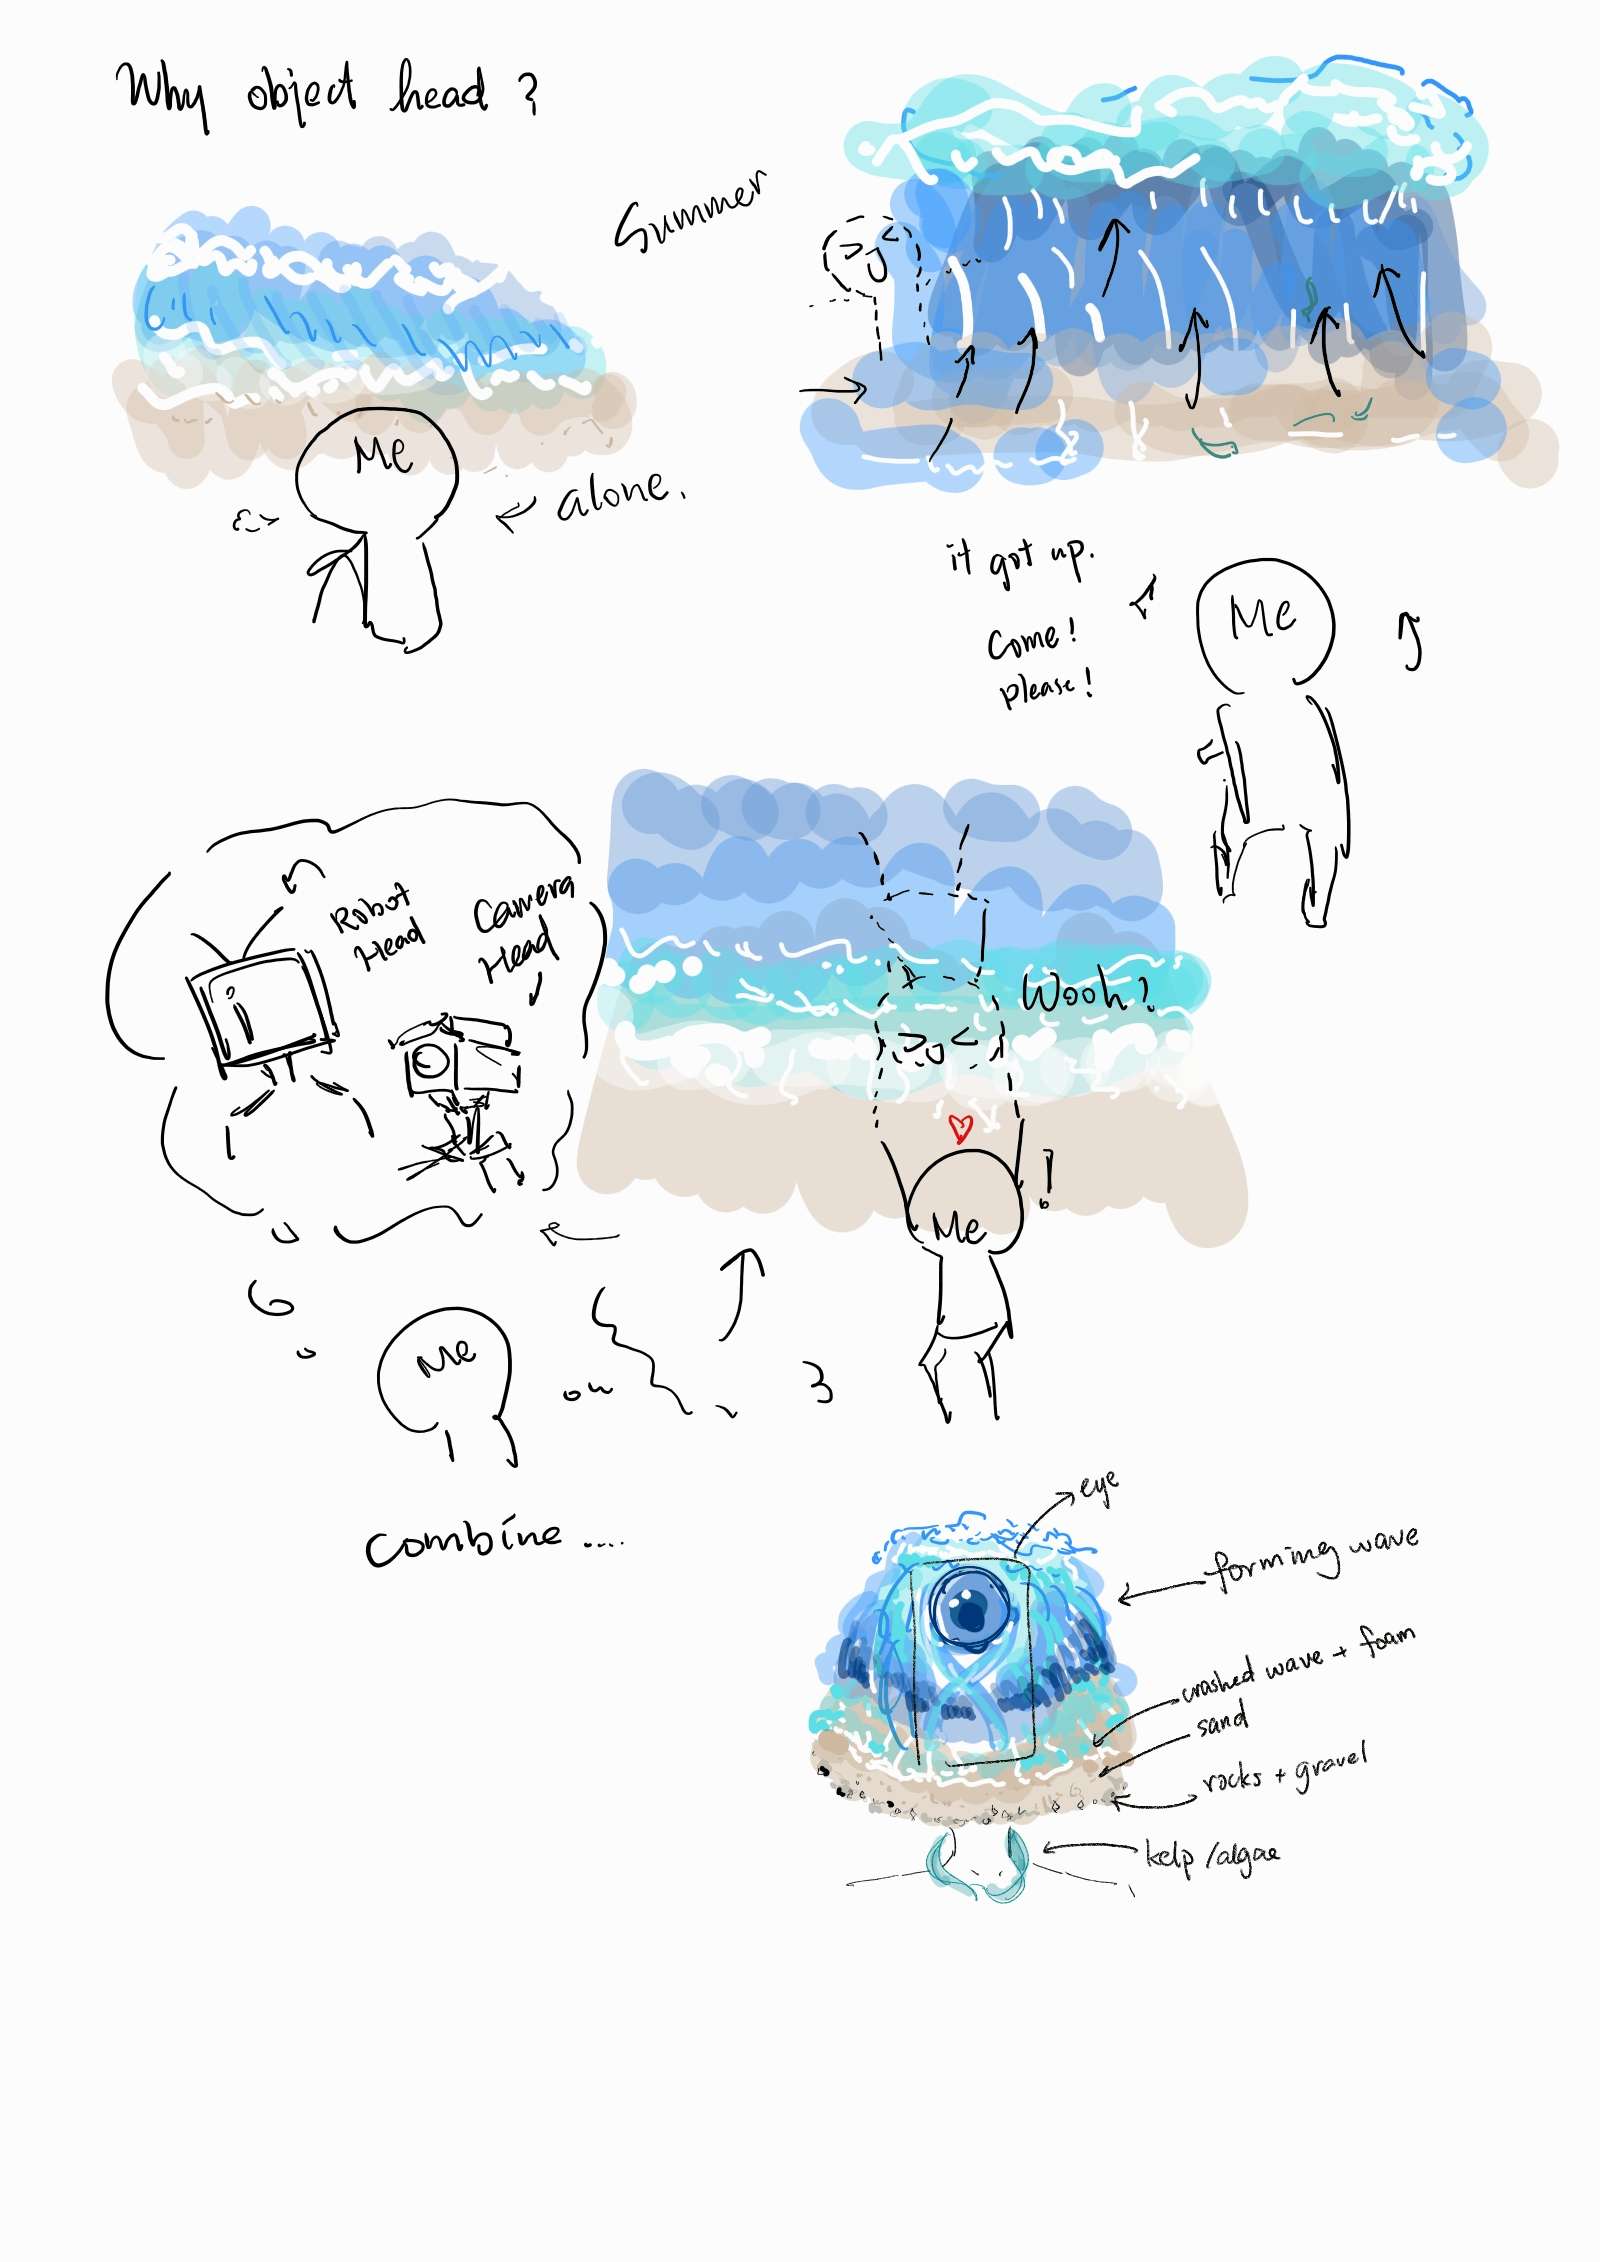 Why object head ?
Summer
Me
alone.
it got up.
Come!
please!
Me
Robot
Head
Camera
Head
Wooh?
Me
!
Me
combine .....
eye
forming wave
crashed wave + foam
sand
rocks + gravel
kelp /algae